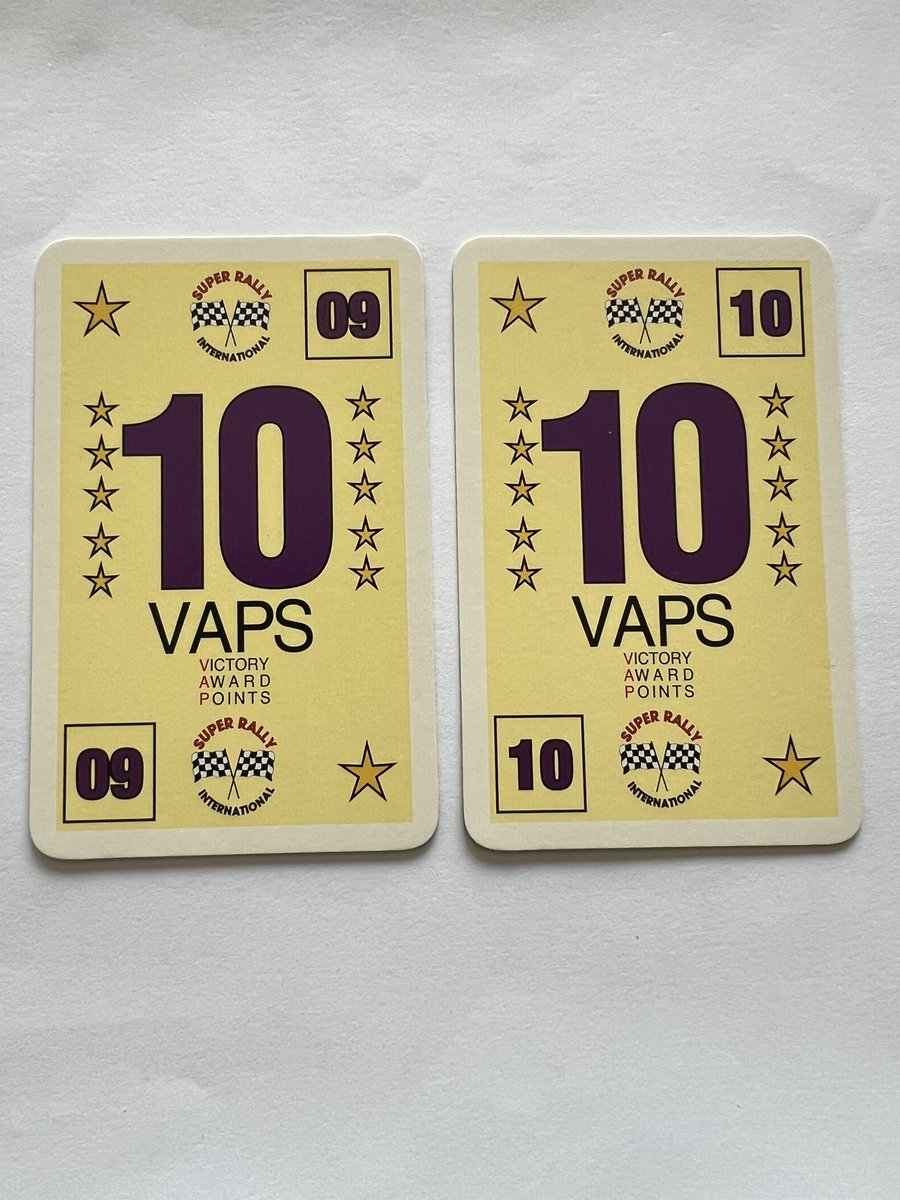 SUPER RALLY
INTERNATIONAL
09
10
VAPS
VICTORY
AWARD
POINTS
09
SUPER RALLY
INTERNATIONAL
SUPER RALLY
INTERNATIONAL
10
10
VAPS
VICTORY
AWARD
POINTS
10
SUPER RALLY
INTERNATIONAL